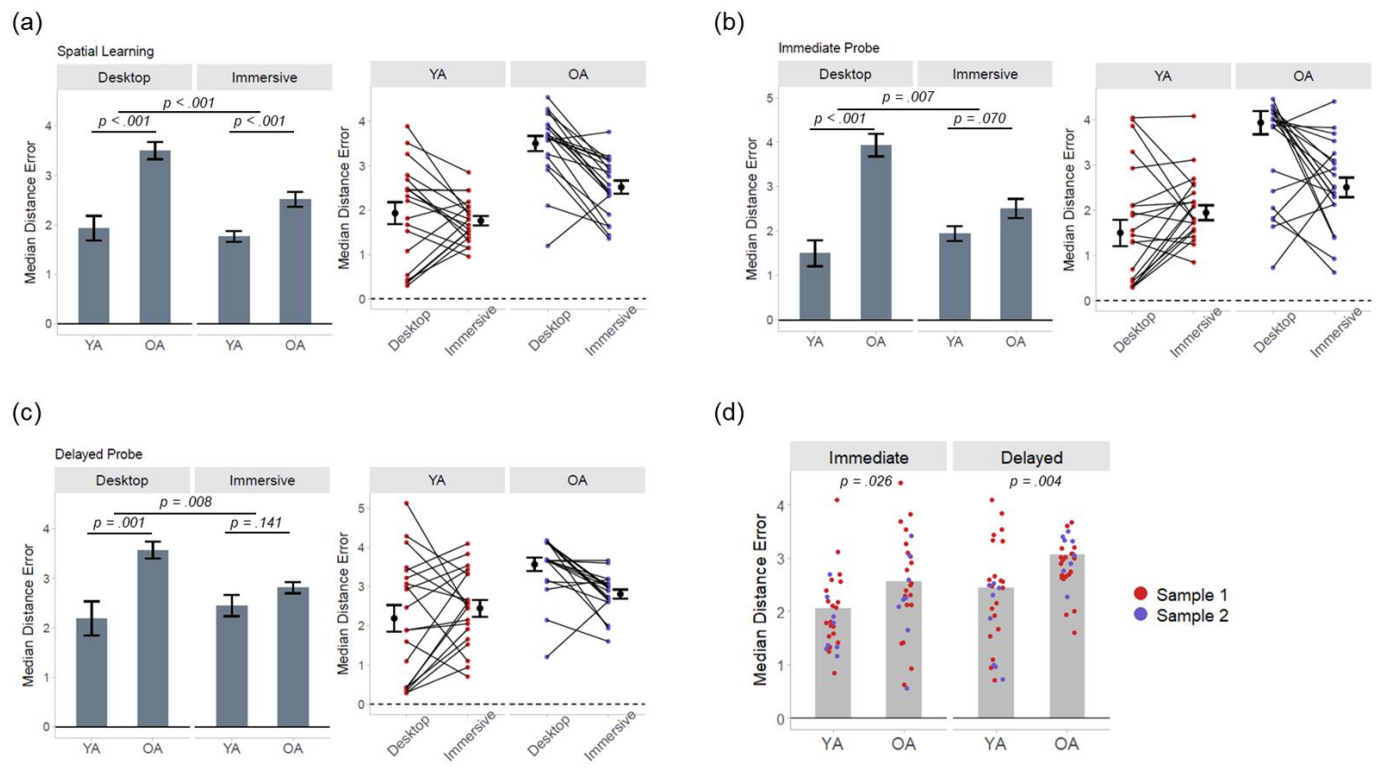 (a)
Spatial Learning
Desktop Immersive
p < .001
p < .001 p < .001
Median Distance Error
4
3
2
1
0
YA OA YA OA
YA OA
Median Distance Error
4
3
2
1
0
Desktop Immersive Desktop Immersive
(b)
Immediate Probe
Desktop Immersive
p = .007
p < .001 p = .070
Median Distance Error
5
4
3
2
1
0
YA OA YA OA
YA OA
Median Distance Error
4
3
2
1
0
Desktop Immersive Desktop Immersive
(c)
Delayed Probe
Desktop Immersive
p = .008
p = .001 p = .141
Median Distance Error
4
3
2
1
0
YA OA YA OA
YA OA
Median Distance Error
5
4
3
2
1
0
Desktop Immersive Desktop Immersive
(d)
Immediate Delayed
p = .026 p = .004
Median Distance Error
4
3
2
1
0
YA OA YA OA
Sample 1
Sample 2